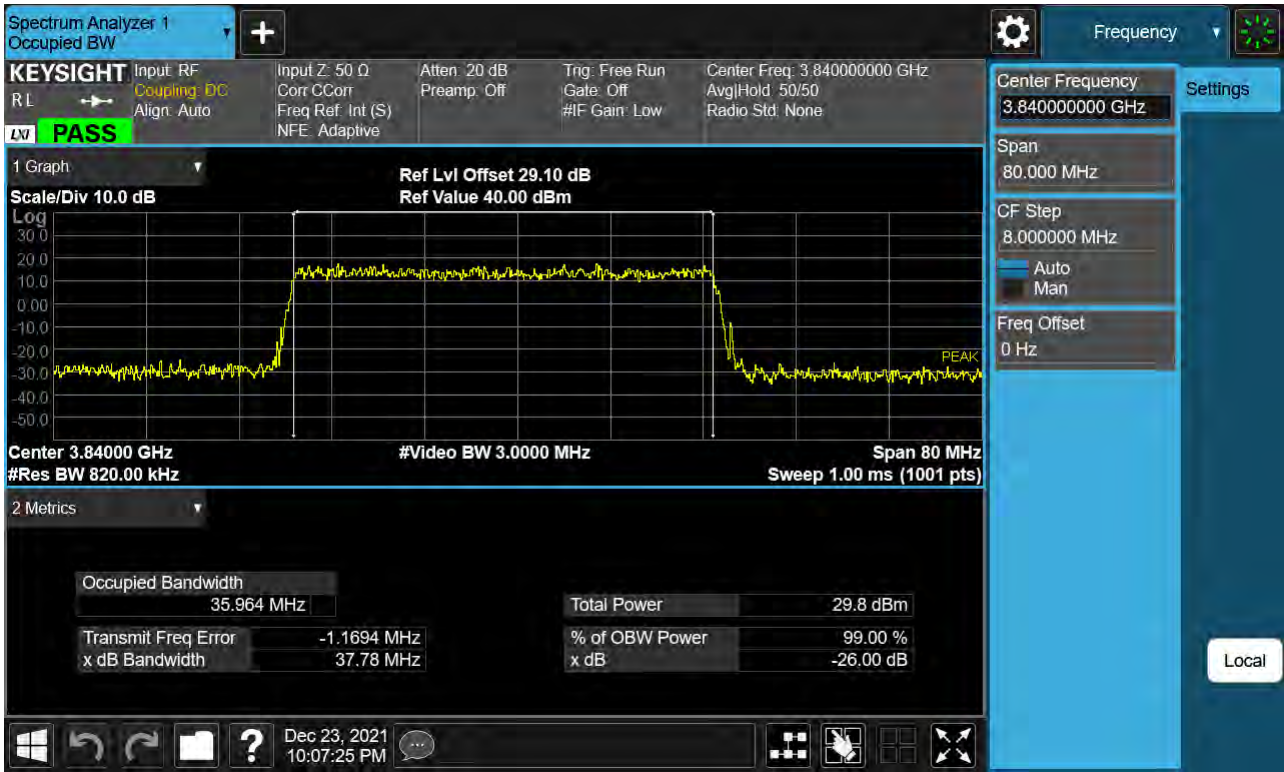 Spectrum Analyzer 1
Occupied BW
+
Frequency
KEYSIGHT
RL
LXI
PASS
Input: RF
Coupling: DC
Align: Auto
Input Z: 50 Ω
Corr CCorr
Freq Ref: Int (S)
NFE: Adaptive
Atten: 20 dB
Preamp: Off
Trig: Free Run
Gate: Off
#IF Gain: Low
Center Freq: 3.840000000 GHz
Avg|Hold: 50/50
Radio Std: None
Center Frequency
3.840000000 GHz
Settings
Span
80.000 MHz
CF Step
8.000000 MHz
Auto
Man
Freq Offset
0 Hz
Local
1 Graph
Scale/Div 10.0 dB
Ref Lvl Offset 29.10 dB
Ref Value 40.00 dBm
Log
30.0
20.0
10.0
0.00
-10.0
-20.0
-30.0
-40.0
-50.0
PEAK
Center 3.84000 GHz
#Video BW 3.0000 MHz
Span 80 MHz
#Res BW 820.00 kHz
Sweep 1.00 ms (1001 pts)
2 Metrics
Occupied Bandwidth
35.964 MHz
Total Power 29.8 dBm
Transmit Freq Error -1.1694 MHz
% of OBW Power 99.00 %
x dB Bandwidth 37.78 MHz
x dB -26.00 dB
?
Dec 23, 2021
10:07:25 PM